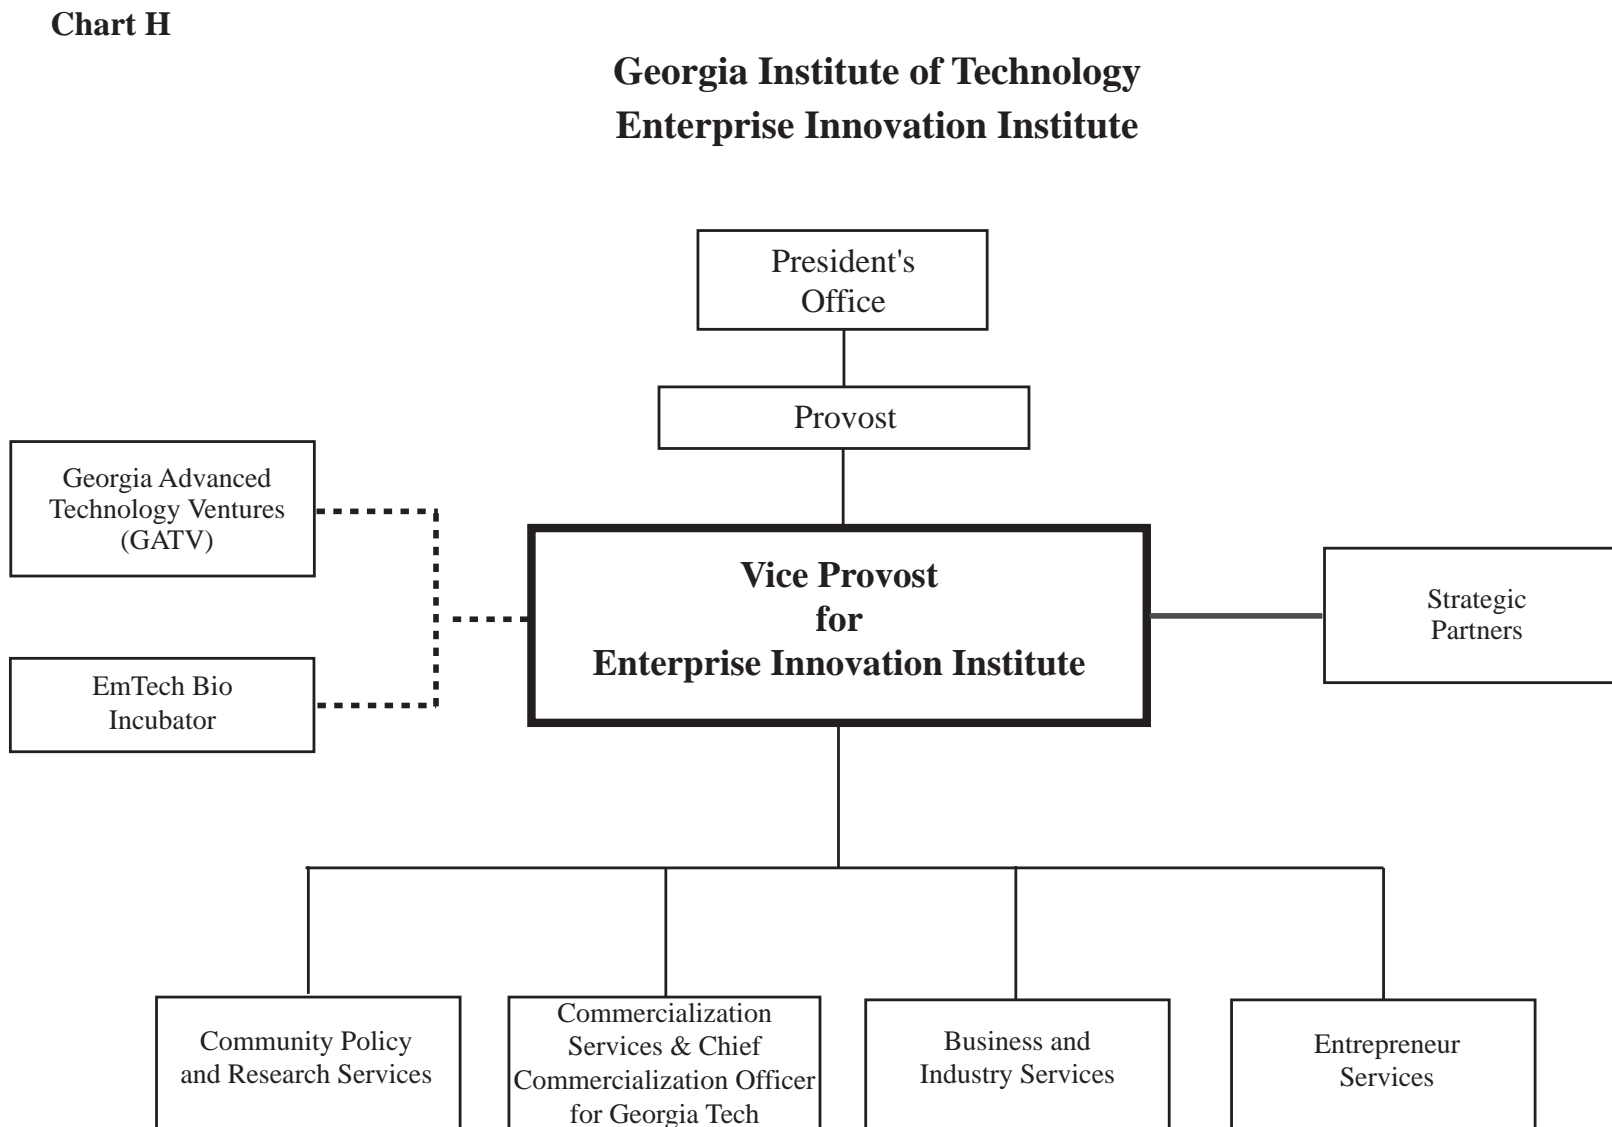 Chart H
Georgia Institute of Technology
Enterprise Innovation Institute
President's
Office
Provost
Georgia Advanced
Technology Ventures
(GATV)
Vice Provost
for
Enterprise Innovation Institute
Strategic
Partners
EmTech Bio
Incubator
Community Policy
and Research Services
Commercialization
Services & Chief
Commercialization Officer
for Georgia Tech
Business and
Industry Services
Entrepreneur
Services